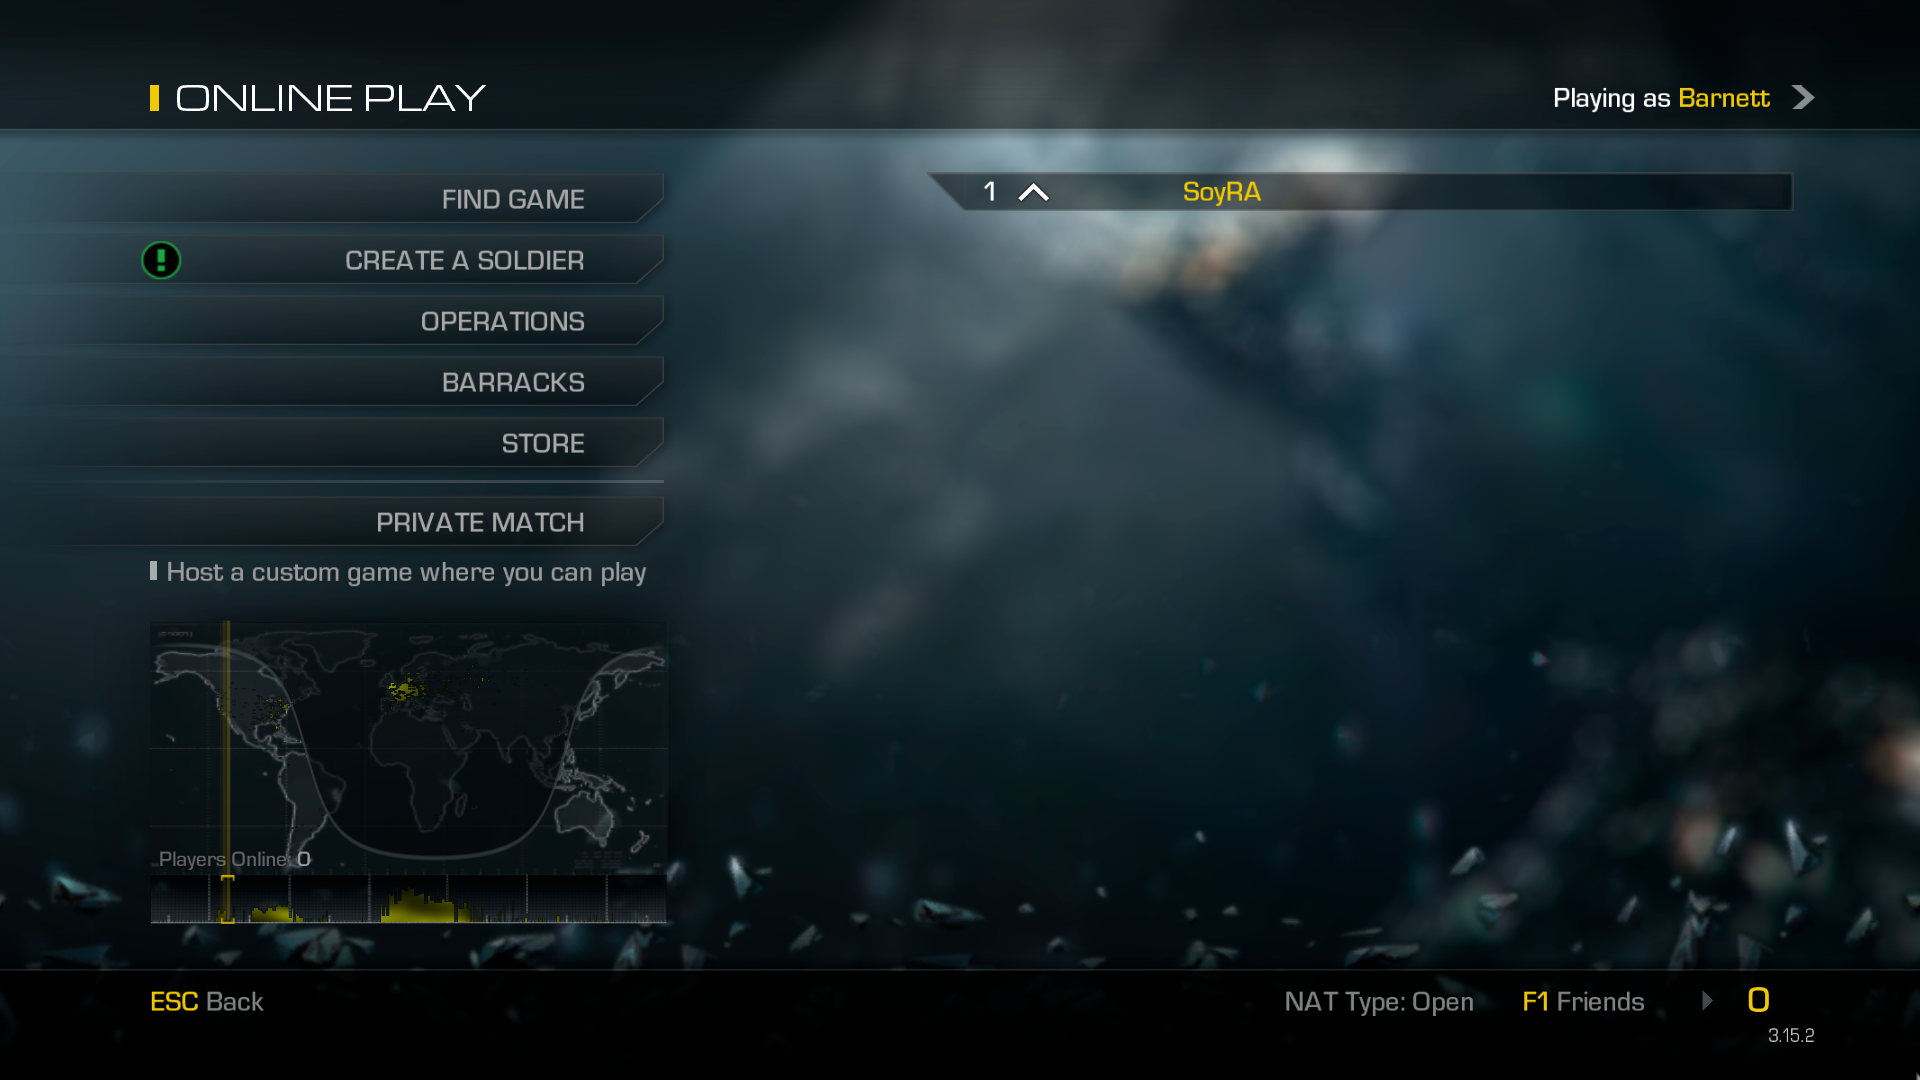 ONLINE PLAY
Playing as Barnett
FIND GAME
1 SoyRA
CREATE A SOLDIER
OPERATIONS
BARRACKS
STORE
PRIVATE MATCH
Host a custom game where you can play
Players Online: 0
ESC Back
NAT Type: Open
F1 Friends
0
3.15.2